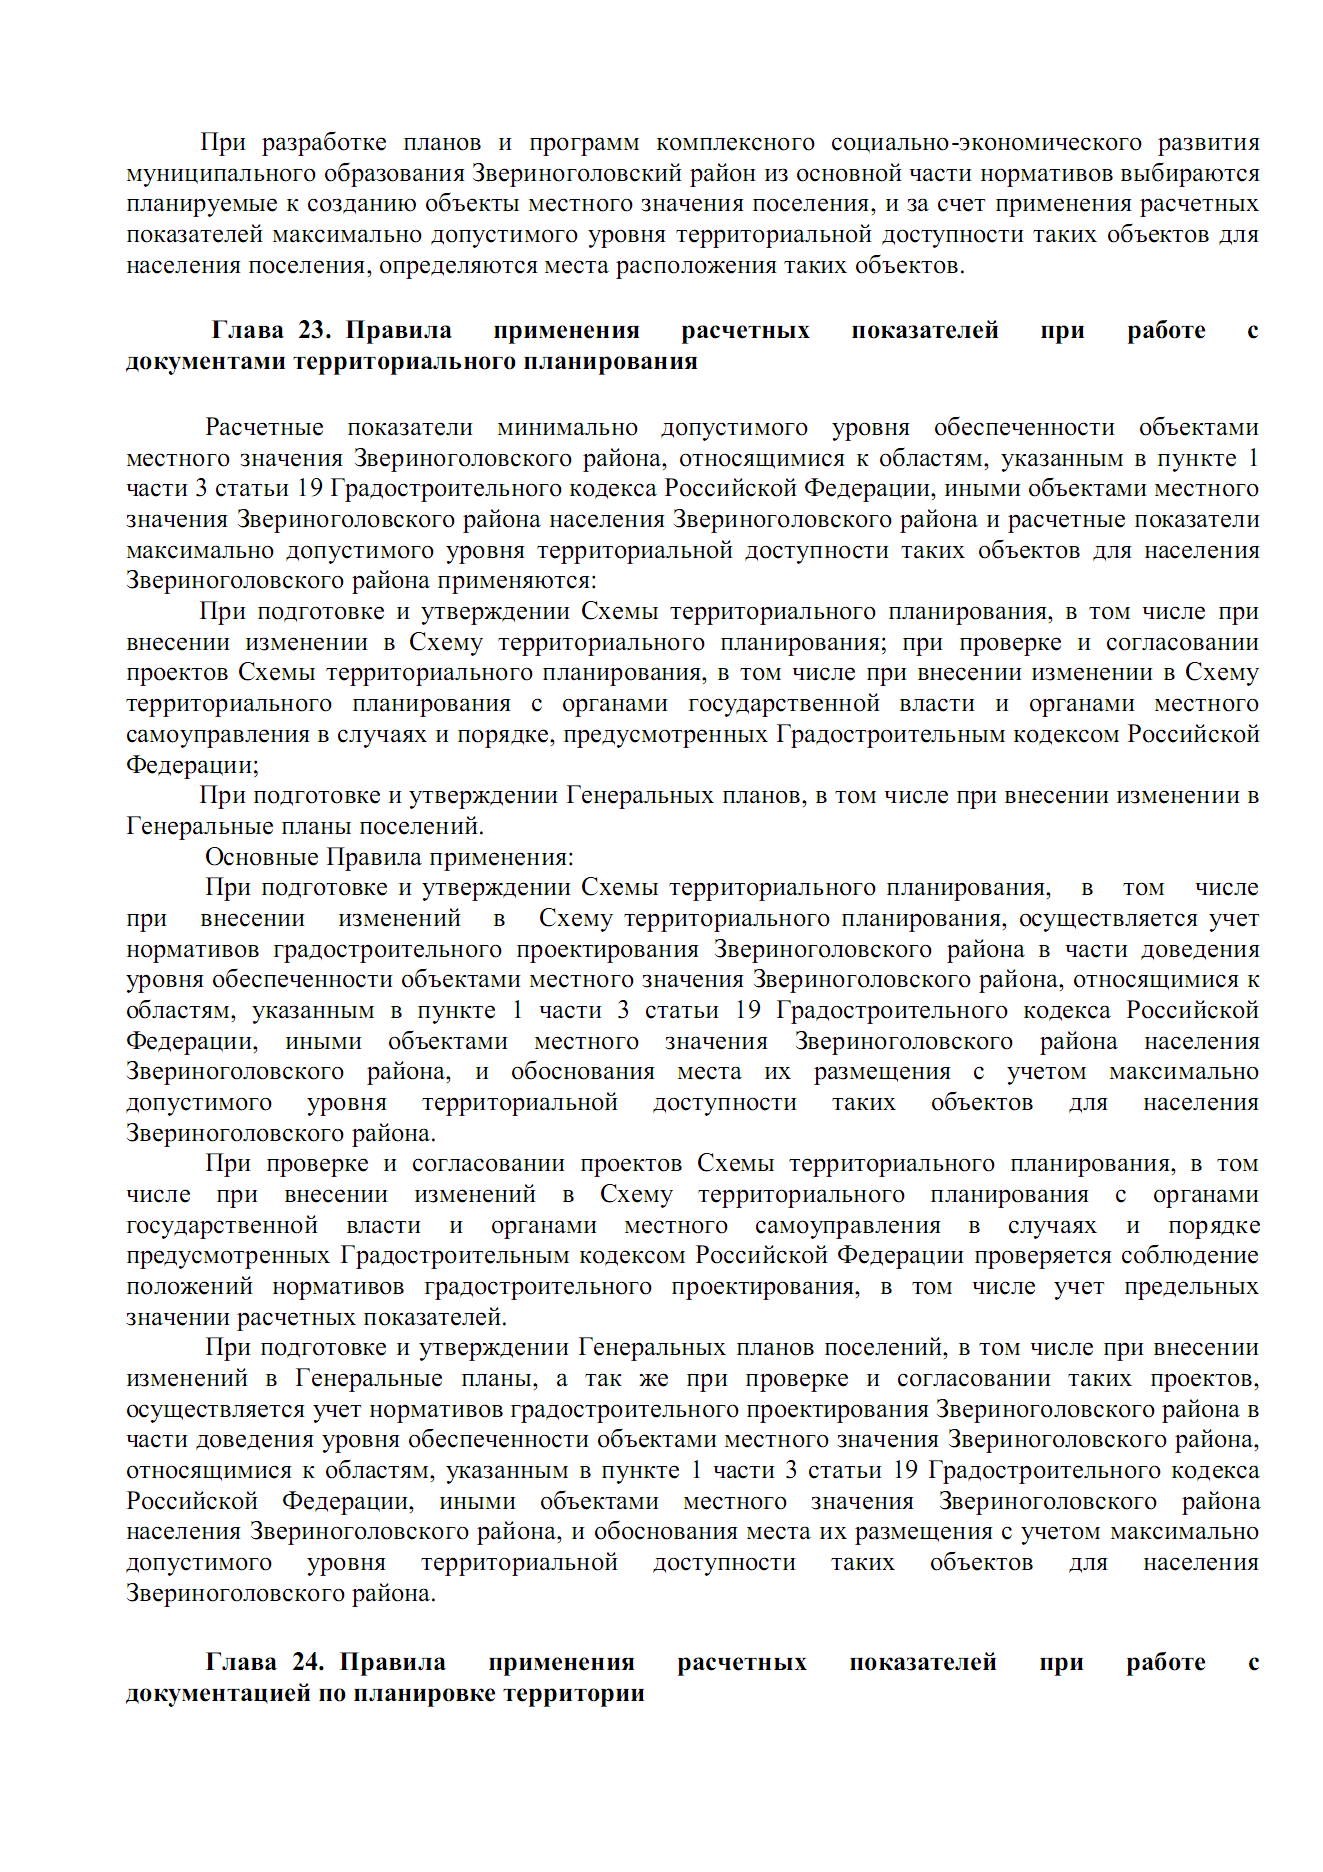 При разработке планов и программ комплексного социально-экономического развития
муниципального образования Звериноголовский район из основной части нормативов выбираются
планируемые к созданию объекты местного значения поселения, и за счет применения расчетных
показателей максимально допустимого уровня территориальной доступности таких объектов для
населения поселения, определяются места расположения таких объектов.
Глава 23. Правила применения расчетных показателей при работе с
документами территориального планирования
Расчетные показатели минимально допустимого уровня обеспеченности объектами
местного значения Звериноголовского района, относящимися к областям, указанным в пункте 1
части 3 статьи 19 Градостроительного кодекса Российской Федерации, иными объектами местного
значения Звериноголовского района населения Звериноголовского района и расчетные показатели
максимально допустимого уровня территориальной доступности таких объектов для населения
Звериноголовского района применяются:
При подготовке и утверждении Схемы территориального планирования, в том числе при
внесении изменении в Схему территориального планирования; при проверке и согласовании
проектов Схемы территориального планирования, в том числе при внесении изменении в Схему
территориального планирования с органами государственной власти и органами местного
самоуправления в случаях и порядке, предусмотренных Градостроительным кодексом Российской
Федерации;
При подготовке и утверждении Генеральных планов, в том числе при внесении изменении в
Генеральные планы поселений.
Основные Правила применения:
При подготовке и утверждении Схемы территориального планирования, в том числе
при внесении изменений в Схему территориального планирования, осуществляется учет
нормативов градостроительного проектирования Звериноголовского района в части доведения
уровня обеспеченности объектами местного значения Звериноголовского района, относящимися к
областям, указанным в пункте 1 части 3 статьи 19 Градостроительного кодекса Российской
Федерации, иными объектами местного значения Звериноголовского района населения
Звериноголовского района, и обоснования места их размещения с учетом максимально
допустимого уровня территориальной доступности таких объектов для населения
Звериноголовского района.
При проверке и согласовании проектов Схемы территориального планирования, в том
числе при внесении изменений в Схему территориального планирования с органами
государственной власти и органами местного самоуправления в случаях и порядке
предусмотренных Градостроительным кодексом Российской Федерации проверяется соблюдение
положений нормативов градостроительного проектирования, в том числе учет предельных
значении расчетных показателей.
При подготовке и утверждении Генеральных планов поселений, в том числе при внесении
изменений в Генеральные планы, а так же при проверке и согласовании таких проектов,
осуществляется учет нормативов градостроительного проектирования Звериноголовского района в
части доведения уровня обеспеченности объектами местного значения Звериноголовского района,
относящимися к областям, указанным в пункте 1 части 3 статьи 19 Градостроительного кодекса
Российской Федерации, иными объектами местного значения Звериноголовского района
населения Звериноголовского района, и обоснования места их размещения с учетом максимально
допустимого уровня территориальной доступности таких объектов для населения
Звериноголовского района.
Глава 24. Правила применения расчетных показателей при работе с
документацией по планировке территории